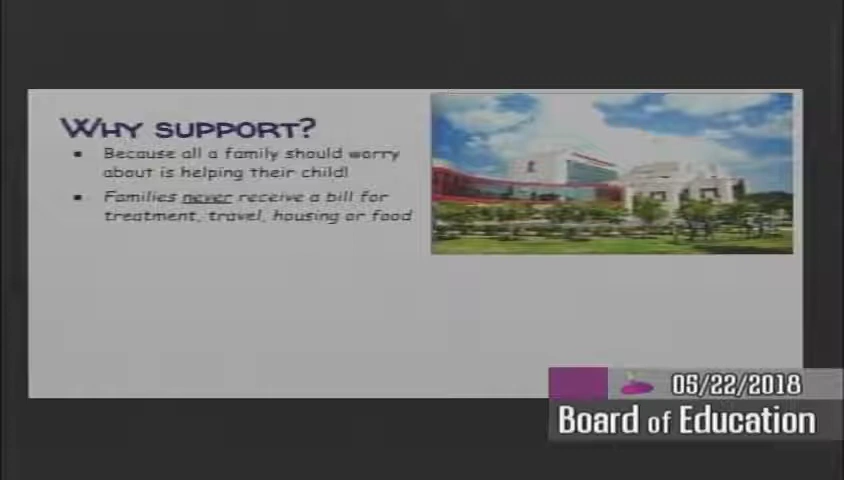 WHY SUPPORT?
▪ Because all a family should worry
about is helping their child!
▪ Families never receive a bill for
treatment, travel, housing or food
05/22/2018
Board of Education